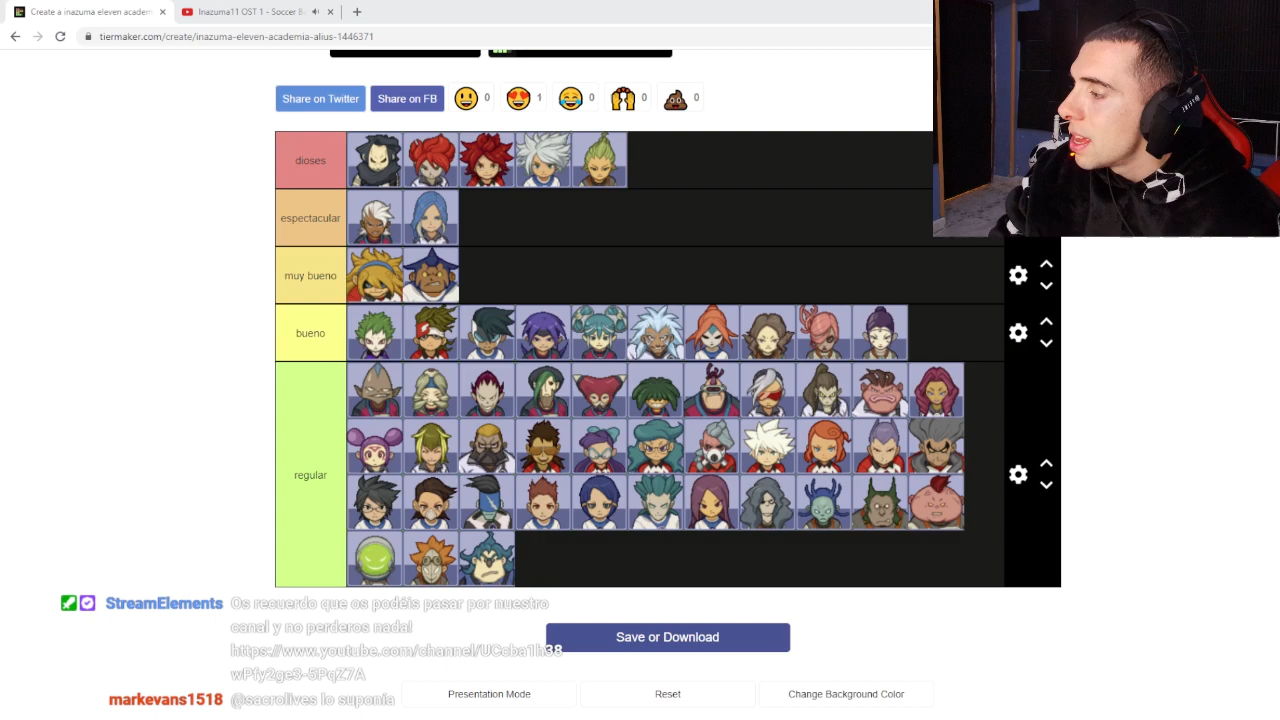 Create a inazuma eleven academ
Inazuma11 OST 1 - Soccer B
tiermaker.com/create/inazuma-eleven-academia-alius-1446371
Share on Twitter
Share on FB
0
1
0
0
0
dioses
espectacular
muy bueno
bueno
regular
StreamElements Os recuerdo que os podéis pasar por nuestro
canal y no perderos nada!
https://www.youtube.com/channel/UCcba1h38
wPfy2ge3-5PqZ7A
markevans1518 @sacrolives lo suponía
Save or Download
Presentation Mode
Reset
Change Background Color